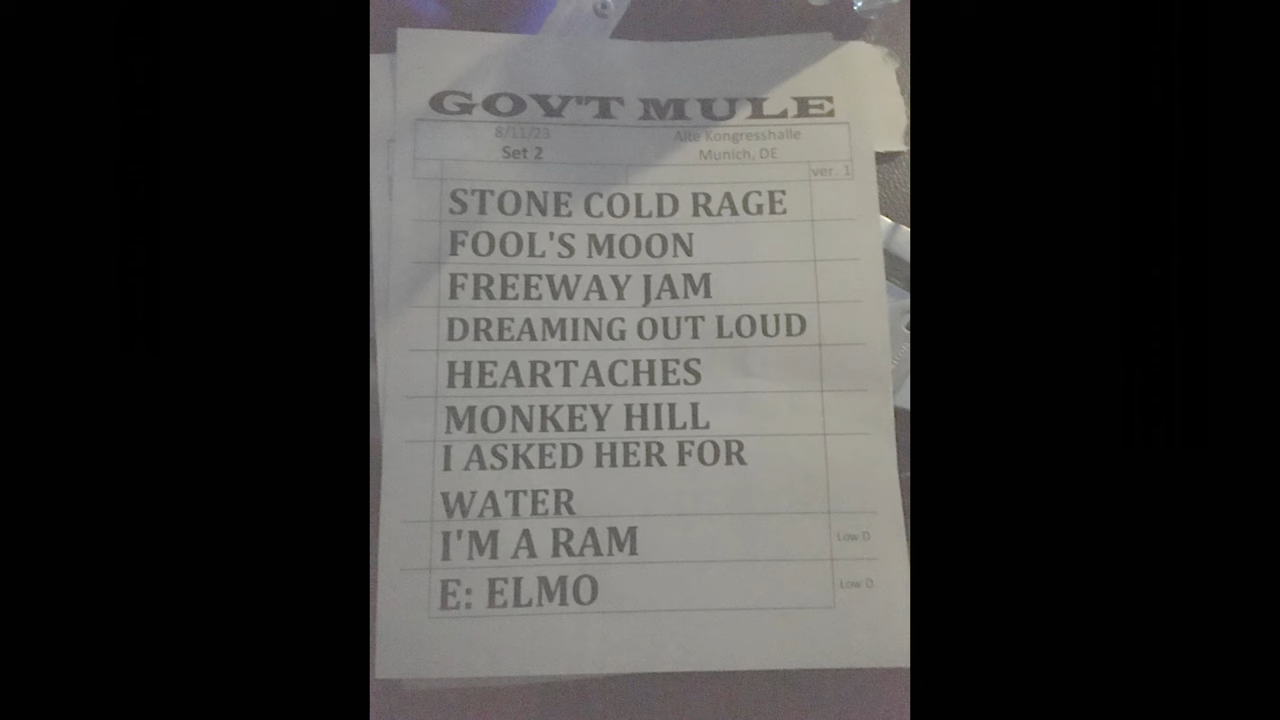 GOV'T MULE
8/11/23 Alte Kongresshalle
Set 2 Munich, DE
ver. 1
STONE COLD RAGE
FOOL'S MOON
FREEWAY JAM
DREAMING OUT LOUD
HEARTACHES
MONKEY HILL
I ASKED HER FOR
WATER
I'M A RAM Low D
E: ELMO Low D